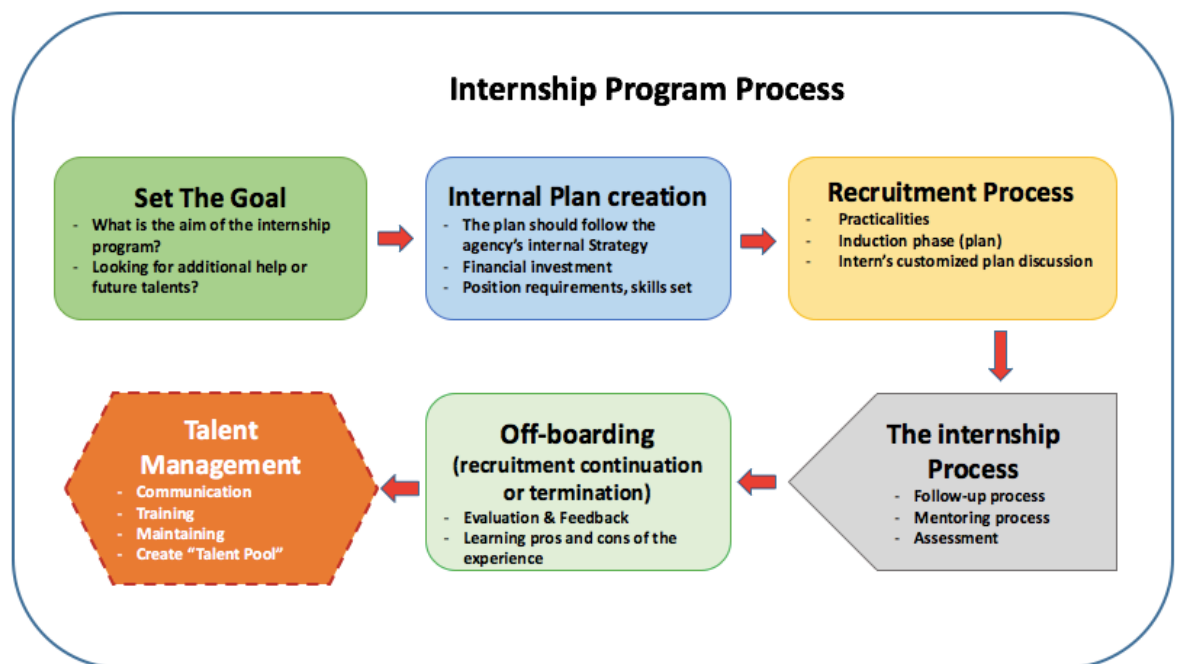 Internship Program Process
Set The Goal
- What is the aim of the internship
program?
- Looking for additional help or
future talents?
Internal Plan creation
- The plan should follow the
agency's internal Strategy
- Financial investment
- Position requirements, skills set
Recruitment Process
- Practicalities
- Induction phase (plan)
- Intern's customized plan discussion
The internship
Process
- Follow-up process
- Mentoring process
- Assessment
Off-boarding
(recruitment continuation
or termination)
- Evaluation & Feedback
- Learning pros and cons of the
experience
Talent
Management
- Communication
- Training
- Maintaining
- Create “Talent Pool”